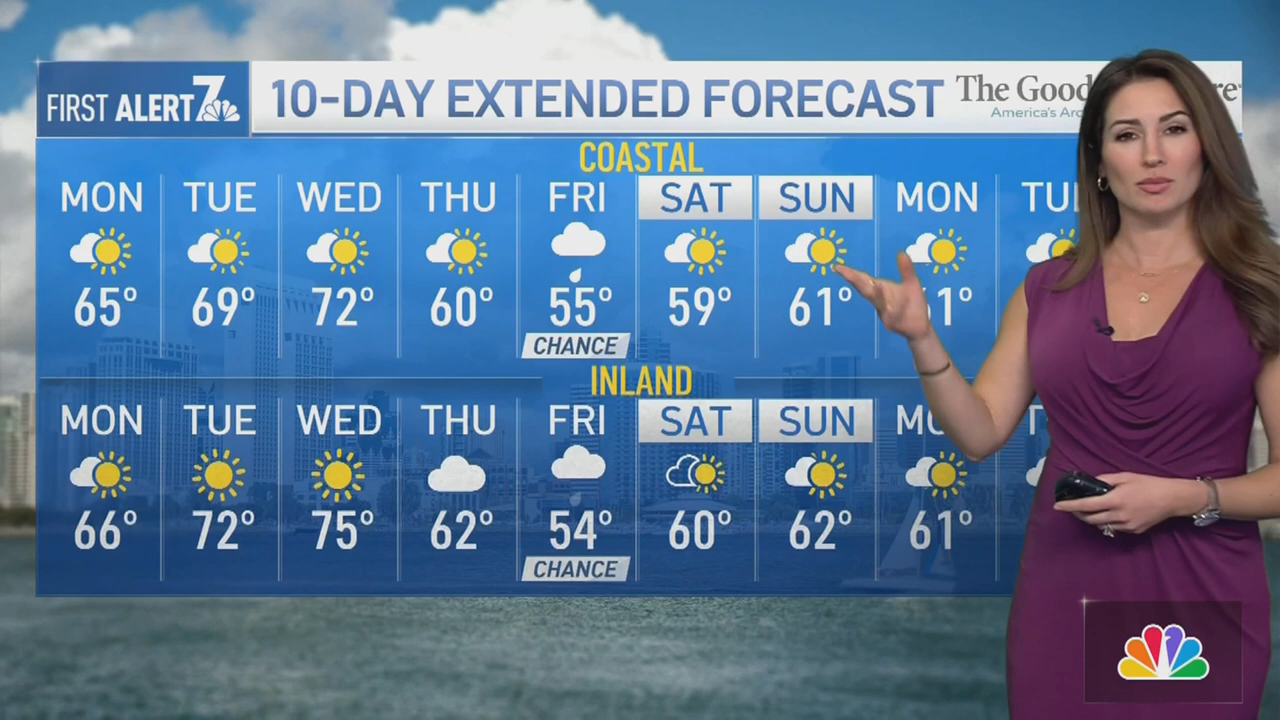 FIRST ALERT 7
10-DAY EXTENDED FORECAST
The Good
America's
COASTAL
MON TUE WED THU FRI SAT SUN MON
65° 69° 72° 60° 55° 59° 61°
CHANCE
INLAND
MON TUE WED THU FRI SAT SUN
66° 72° 75° 62° 54° 60° 62° 61°
CHANCE